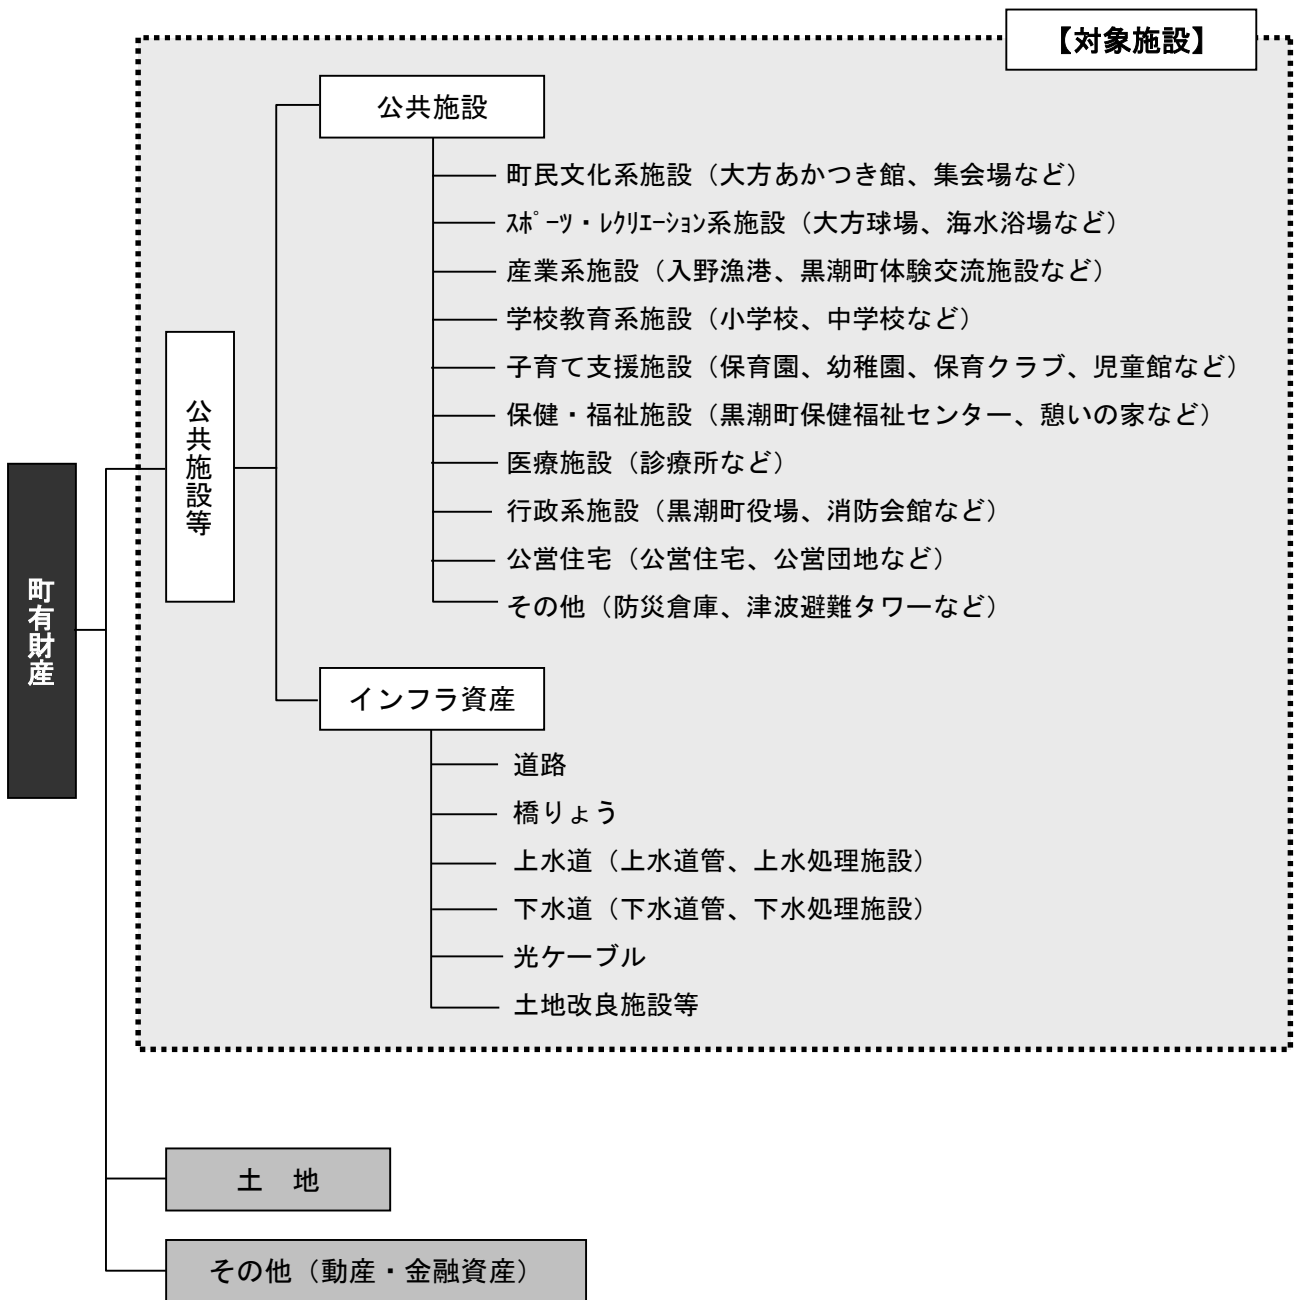 【対象施設】
公共施設
町民文化系施設（大方あかつき館、集会場など）
ｽﾎﾟｰﾂ・ﾚｸﾘｴｰｼｮﾝ系施設（大方球場、海水浴場など）
産業系施設（入野漁港、黒潮町体験交流施設など）
学校教育系施設（小学校、中学校など）
子育て支援施設（保育園、幼稚園、保育クラブ、児童館など）
保健・福祉施設（黒潮町保健福祉センター、憩いの家など）
医療施設（診療所など）
行政系施設（黒潮町役場、消防会館など）
公営住宅（公営住宅、公営団地など）
その他（防災倉庫、津波避難タワーなど）
公共施設等
町有財産
インフラ資産
道路
橋りょう
上水道（上水道管、上水処理施設）
下水道（下水道管、下水処理施設）
光ケーブル
土地改良施設等
土　地
その他（動産・金融資産）